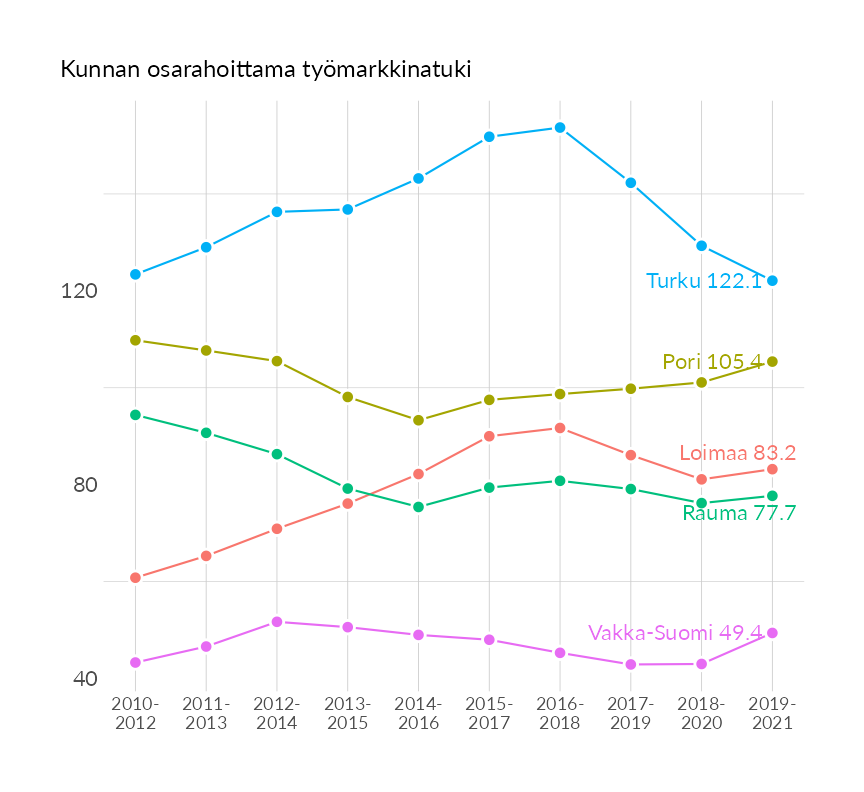 Kunnan osarahoittama työmarkkinatuki
120
80
40
Turku 122.1
Pori 105.4
Loimaa 83.2
Rauma 77.7
Vakka-Suomi 49.4
2010- 2011- 2012- 2013- 2014- 2015- 2016- 2017- 2018- 2019-
2012 2013 2014 2015 2016 2017 2018 2019 2020 2021